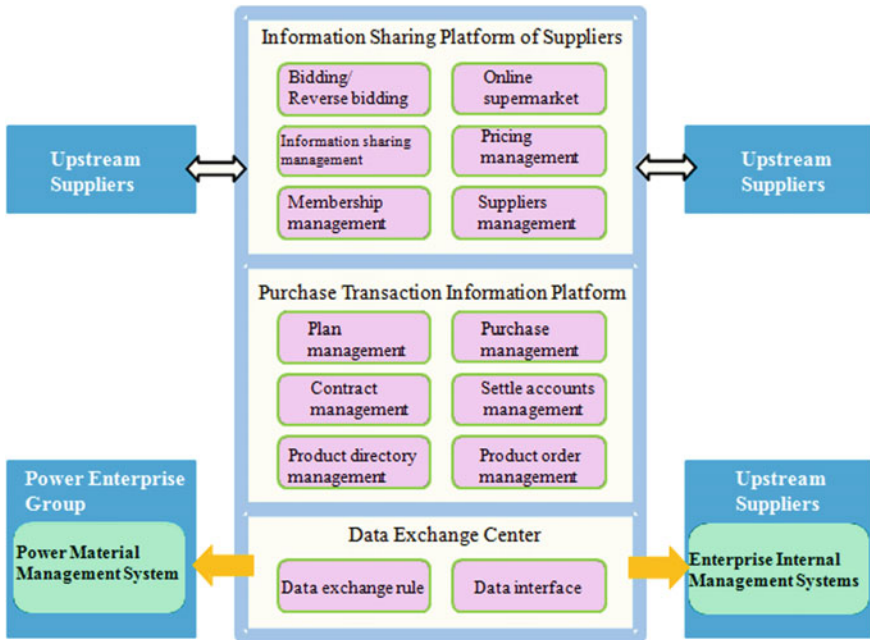 Information Sharing Platform of Suppliers
Bidding/
Reverse bidding
Online
supermarket
Information sharing
management
Pricing
management
Membership
management
Suppliers
management
Upstream
Suppliers
Upstream
Suppliers
Purchase Transaction Information Platform
Plan
management
Purchase
management
Contract
management
Settle accounts
management
Product directory
management
Product order
management
Power Enterprise
Group
Power Material
Management System
Upstream
Suppliers
Enterprise Internal
Management Systems
Data Exchange Center
Data exchange rule
Data interface